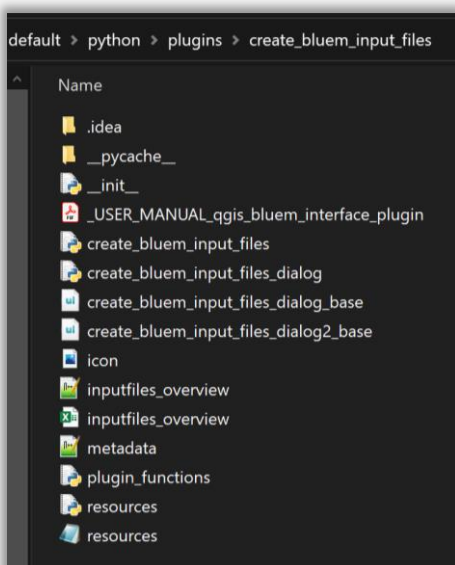 default > python > plugins > create_bluem_input_files
Name
.idea
__pycache__
__init__
_USER_MANUAL_qgis_bluem_interface_plugin
create_bluem_input_files
create_bluem_input_files_dialog
create_bluem_input_files_dialog_base
create_bluem_input_files_dialog2_base
icon
inputfiles_overview
inputfiles_overview
metadata
plugin_functions
resources
resources